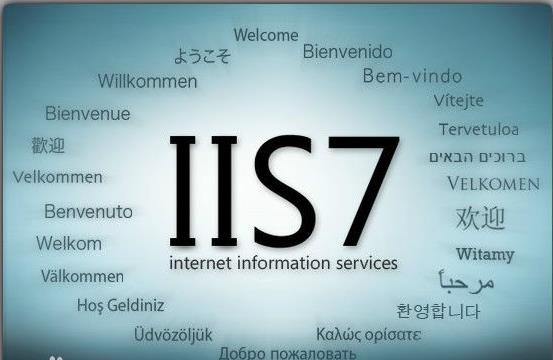 Welcome
ようこそ
Bienvenido
Willkommen
Bem-vindo
Bienvenue
Vítejte
Tervetuloa
歡迎
ברוכים הבאים
Velkommen
VELKOMEN
IIS7
Benvenuto
欢迎
Welkom
Witamy
internet information services
Välkommen
مرحباً
Hoş Geldiniz
환영합니다
Üdvözöljük
Καλώς ορίσατε
Добро пожаловать